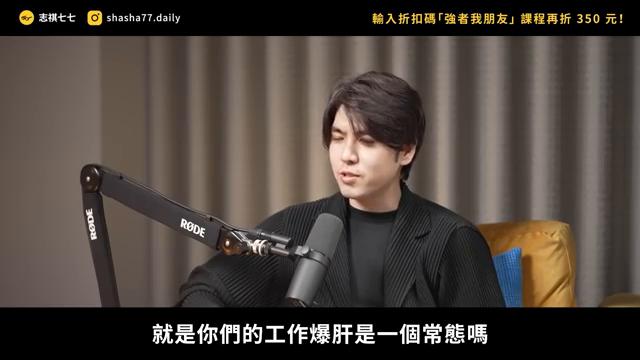 志祺七七
shasha77.daily
輸入折扣碼「強者我朋友」課程再折 350 元!
RØDE
RØDE
就是你們的工作爆肝是一個常態嗎